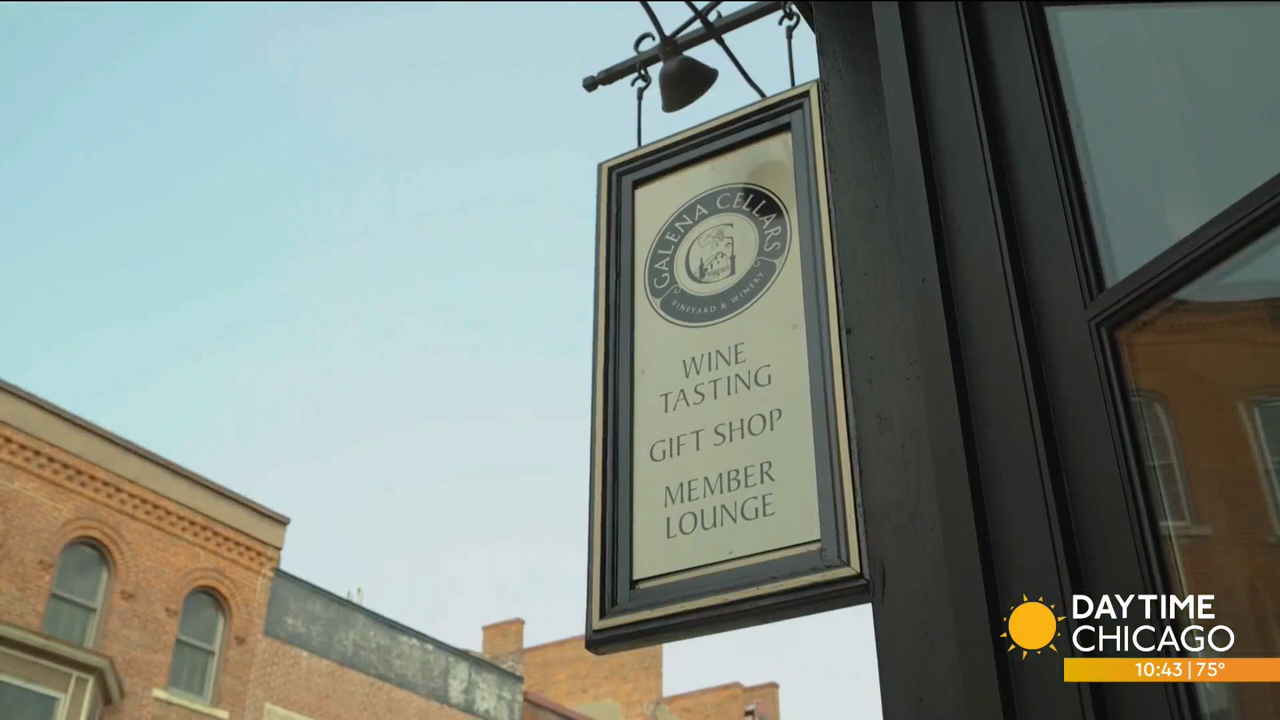 GALENA CELLARS
VINEYARD & WINERY
WINE
TASTING
GIFT SHOP
MEMBER
LOUNGE
DAYTIME
CHICAGO
10:43 | 75°